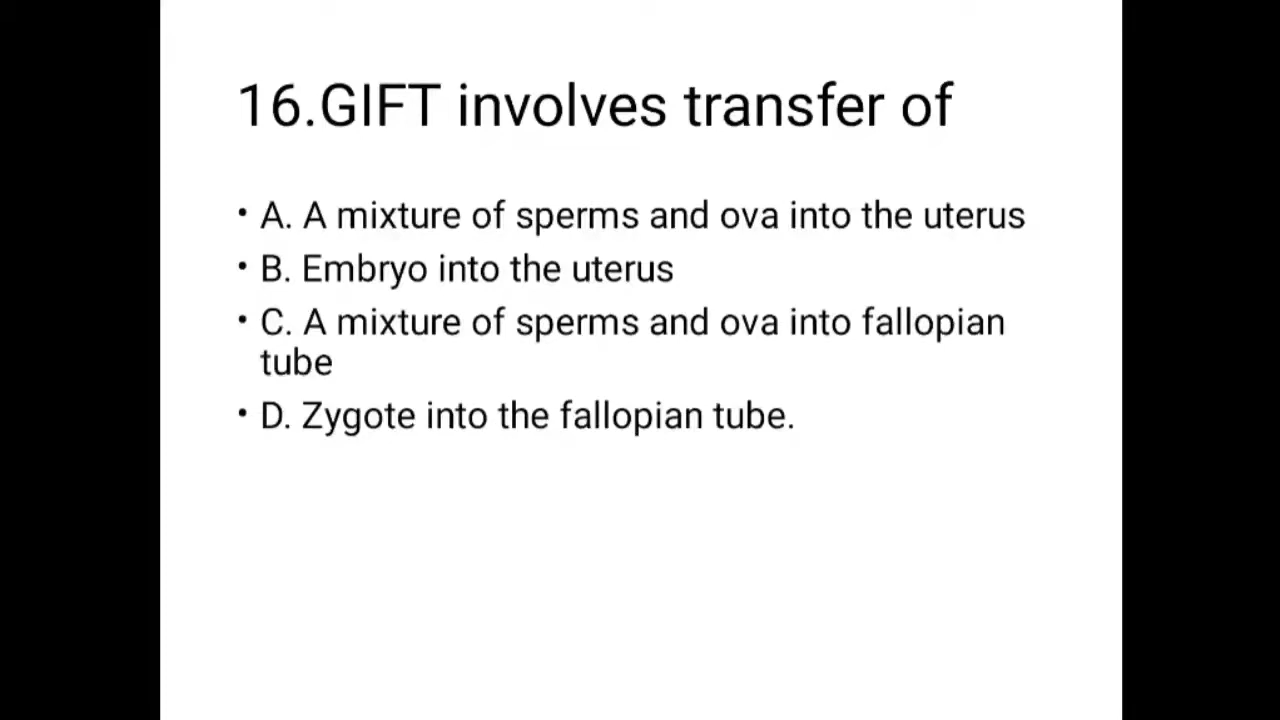 16.GIFT involves transfer of
• A. A mixture of sperms and ova into the uterus
• B. Embryo into the uterus
• C. A mixture of sperms and ova into fallopian
tube
• D. Zygote into the fallopian tube.